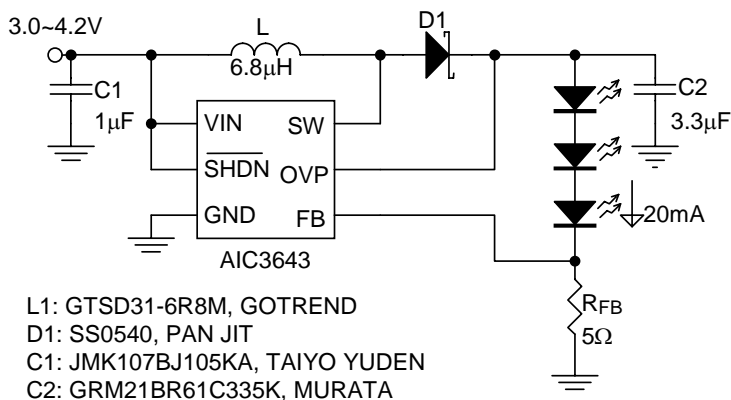 3.0~4.2V
L
6.8μH
D1
C1
1μF
VIN
SW
SHDN
OVP
GND
FB
AIC3643
C2
3.3μF
20mA
RFB
5Ω
L1: GTSD31-6R8M, GOTREND
D1: SS0540, PAN JIT
C1: JMK107BJ105KA, TAIYO YUDEN
C2: GRM21BR61C335K, MURATA